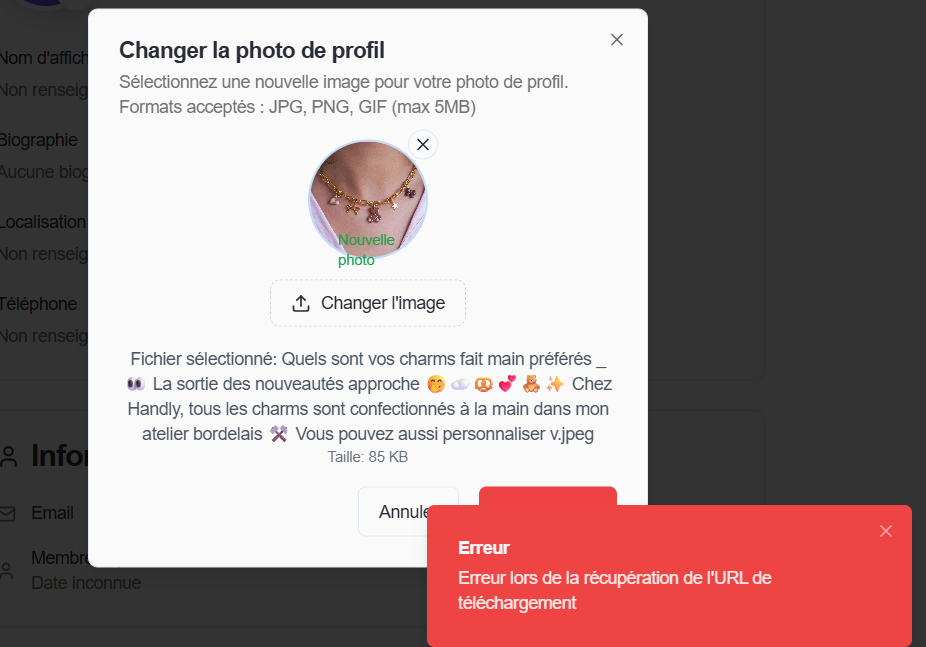 Changer la photo de profil
Sélectionnez une nouvelle image pour votre photo de profil.
Formats acceptés : JPG, PNG, GIF (max 5MB)
Nom d'affich
Non renseig
Biographie
Aucune biog
Localisation
Non renseig
Téléphone
Non renseig
Nouvelle
photo
Changer l'image
Fichier sélectionné: Quels sont vos charms fait main préférés _
👀 La sortie des nouveautés approche 🤭 ☁️ 🥨 💕 🧸 ✨ Chez
Handly, tous les charms sont confectionnés à la main dans mon
atelier bordelais ⚒️ Vous pouvez aussi personnaliser v.jpeg
Taille: 85 KB
Annule
Infor
Email
Membre
Date inconnue
Erreur
Erreur lors de la récupération de l'URL de
téléchargement